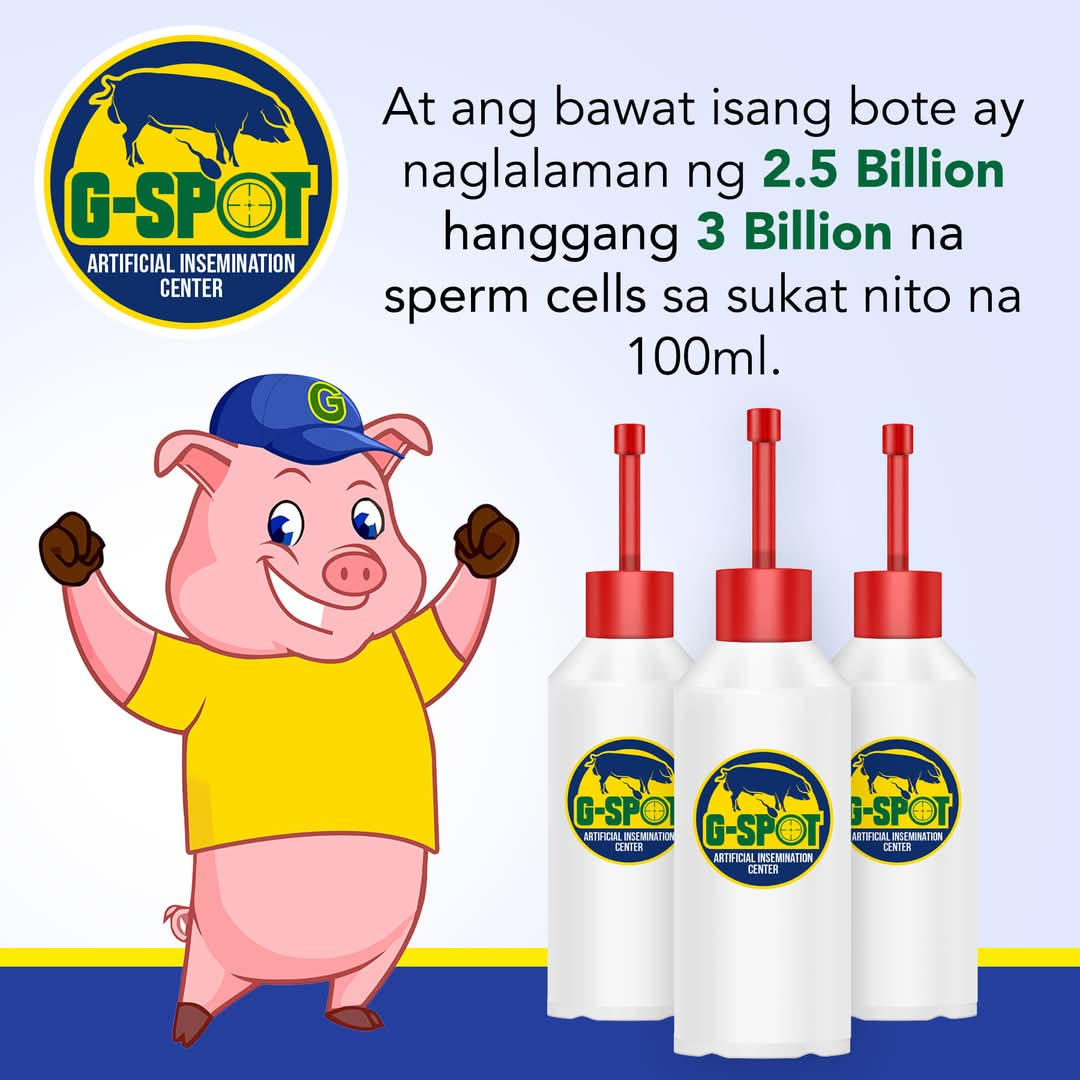 G-SPOT
ARTIFICIAL INSEMINATION
CENTER
At ang bawat isang bote ay
naglalaman ng 2.5 Billion
hanggang 3 Billion na
sperm cells sa sukat nito na
100ml.
G
G-SPOT
ARTIFICIAL INSEMINATION
CENTER
G-SPOT
ARTIFICIAL INSEMINATION
CENTER
G-SPOT
ARTIFICIAL INSEMINATION
CENTER